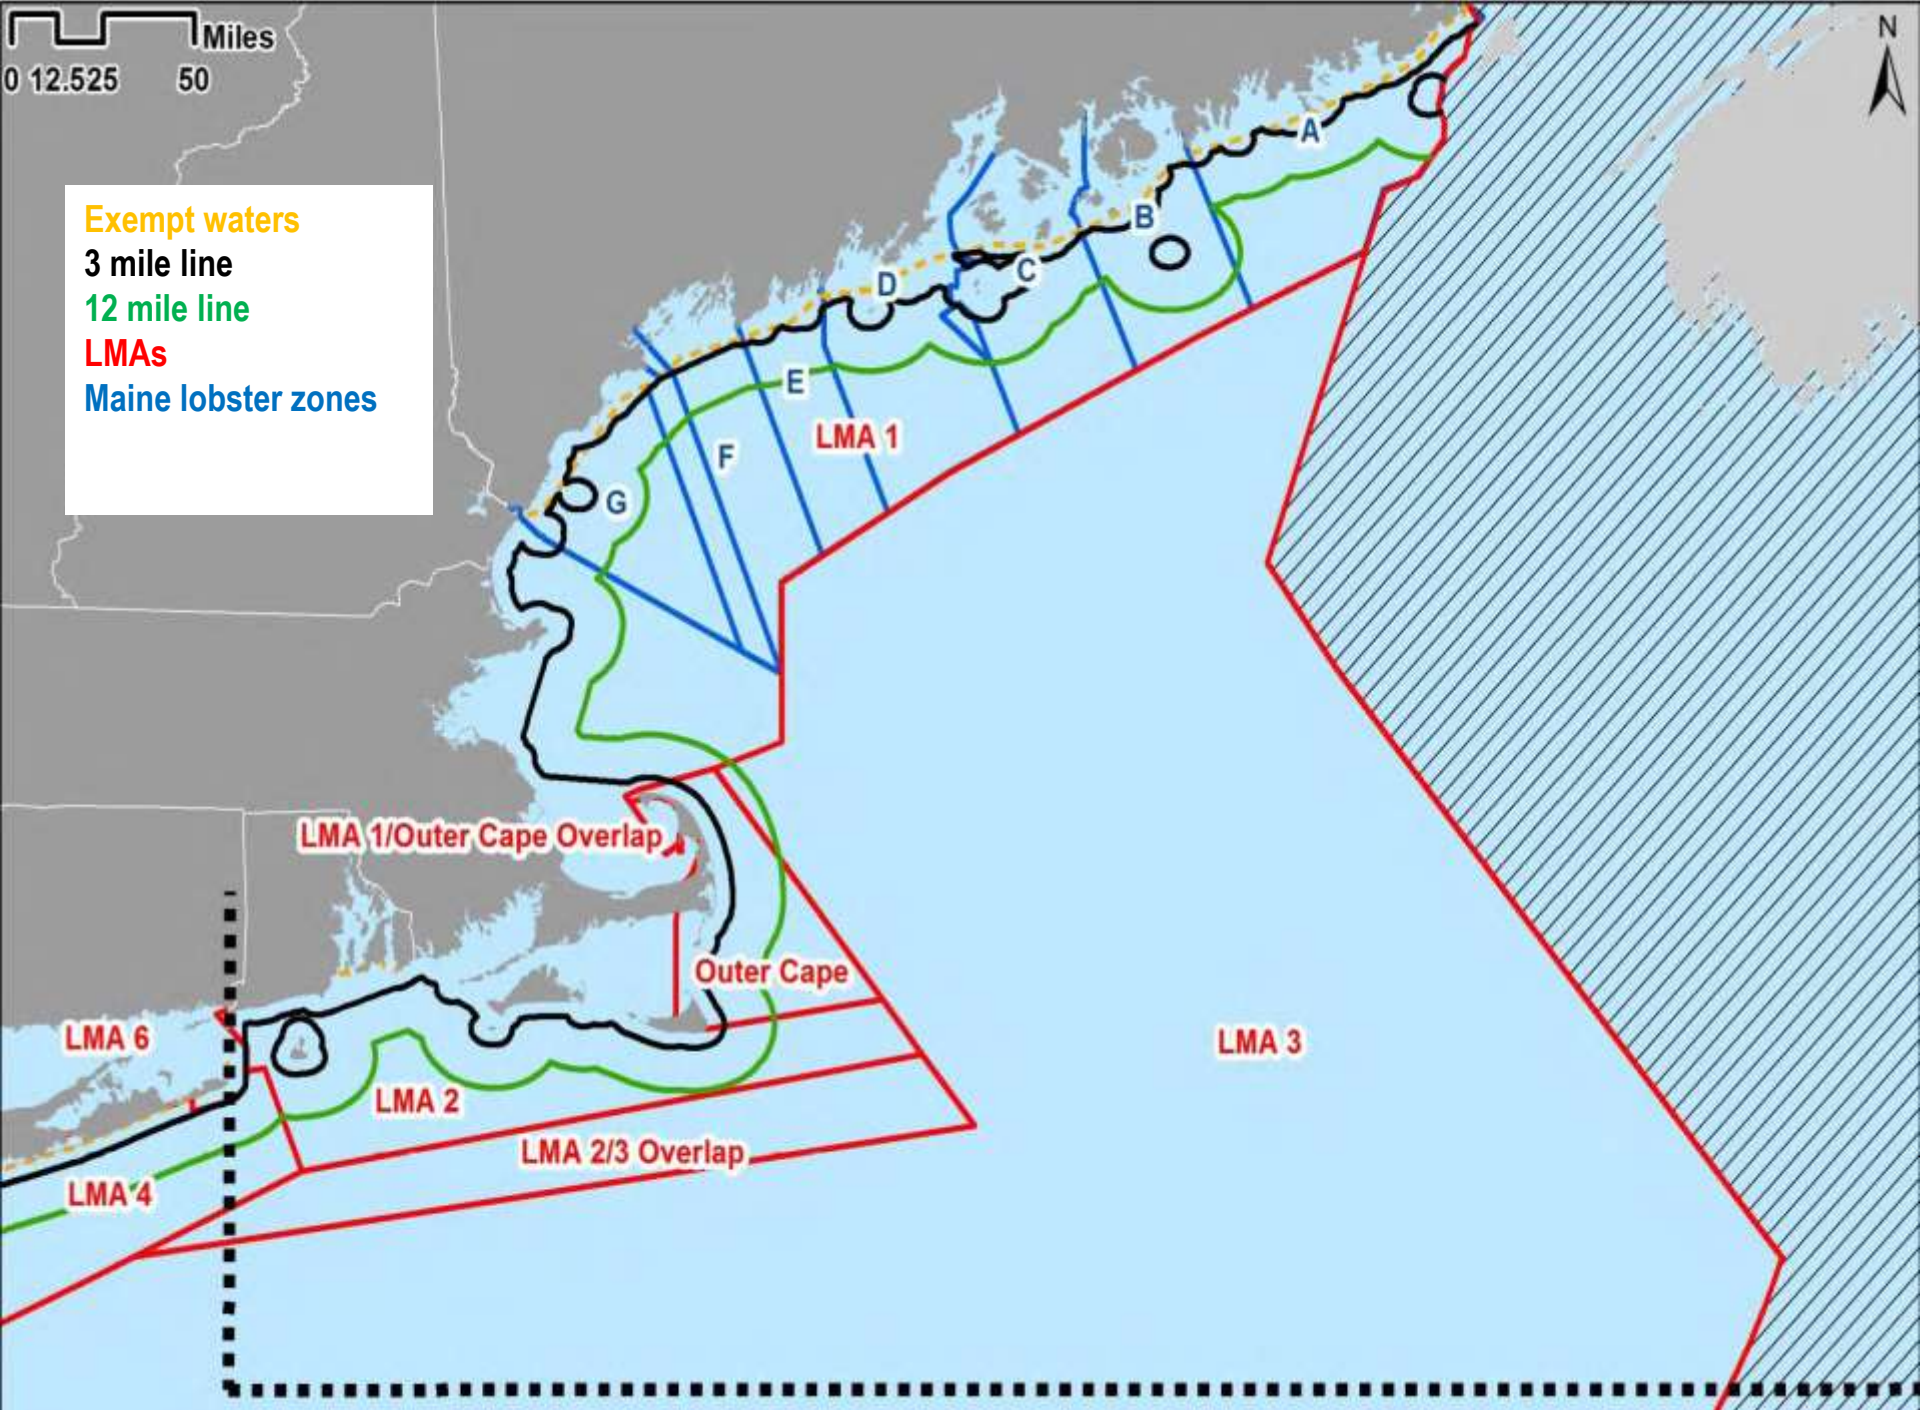 Miles
0 12.525 50
N
Exempt waters
3 mile line
12 mile line
LMAs
Maine lobster zones
A
B
C
D
E
LMA 1
F
G
LMA 1/Outer Cape Overlap
Outer Cape
LMA 6
LMA 3
LMA 2
LMA 2/3 Overlap
LMA 4